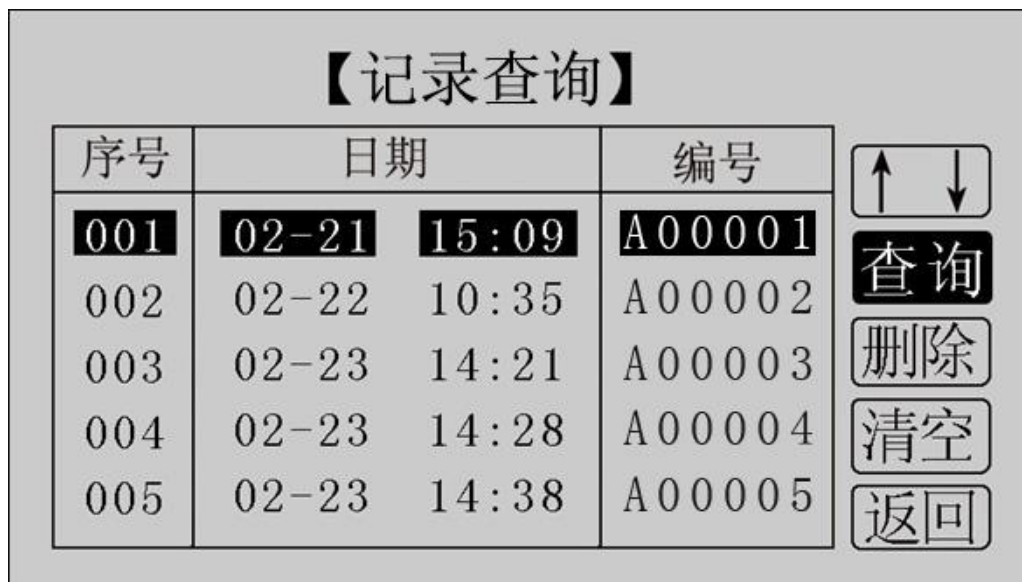 【记录查询】
序号 日期 编号
001 02-21 15:09 A00001
002 02-22 10:35 A00002
003 02-23 14:21 A00003
004 02-23 14:28 A00004
005 02-23 14:38 A00005
↑ ↓
查询
删除
清空
返回